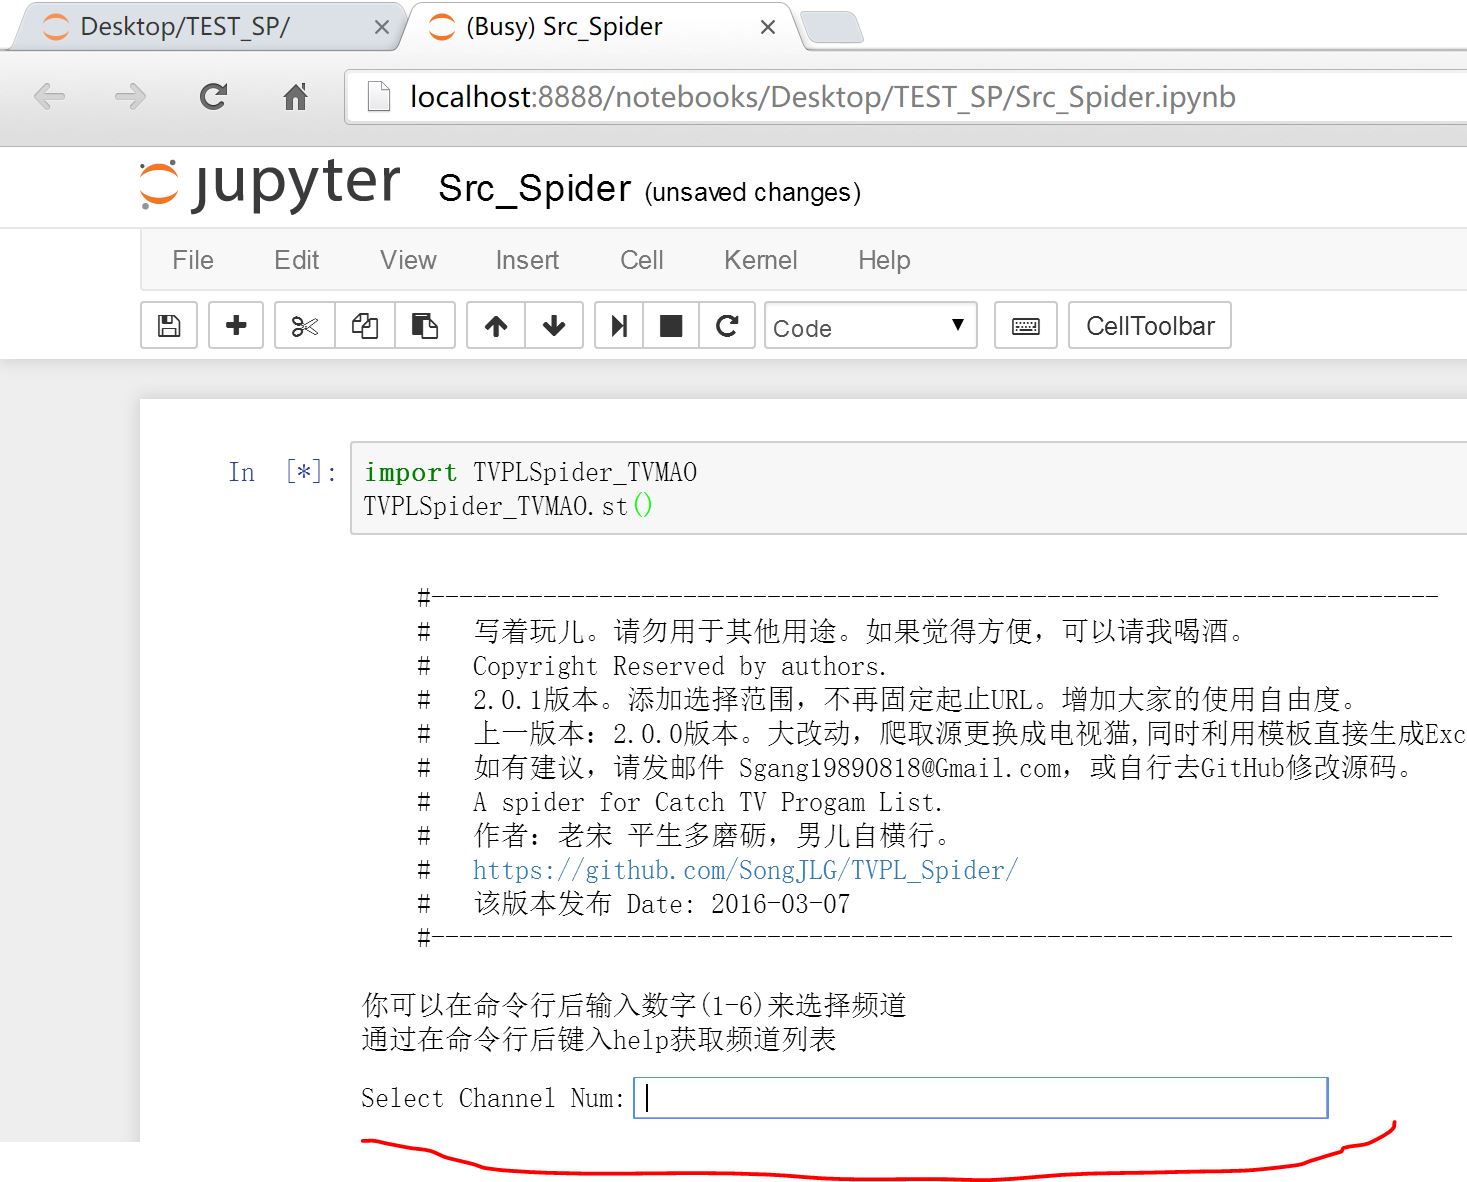 Desktop/TEST_SP/
(Busy) Src_Spider
localhost:8888/notebooks/Desktop/TEST_SP/Src_Spider.ipynb
jupyter Src_Spider (unsaved changes)
File Edit View Insert Cell Kernel Help
Code CellToolbar
In [*]: import TVPLSpider_TVMAO
TVPLSpider_TVMAO.st()
#------------------------------------------------------------------------
# 写着玩儿。请勿用于其他用途。如果觉得方便，可以请我喝酒。
# Copyright Reserved by authors.
# 2.0.1版本。添加选择范围，不再固定起止URL。增加大家的使用自由度。
# 上一版本：2.0.0版本。大改动，爬取源更换成电视猫,同时利用模板直接生成Exc
# 如有建议，请发邮件 Sgang19890818@Gmail.com，或自行去GitHub修改源码。
# A spider for Catch TV Progam List.
# 作者：老宋 平生多磨砺，男儿自横行。
# https://github.com/SongJLG/TVPL_Spider/
# 该版本发布 Date: 2016-03-07
#-------------------------------------------------------------------------
你可以在命令行后输入数字(1-6)来选择频道
通过在命令行后键入help获取频道列表
Select Channel Num: